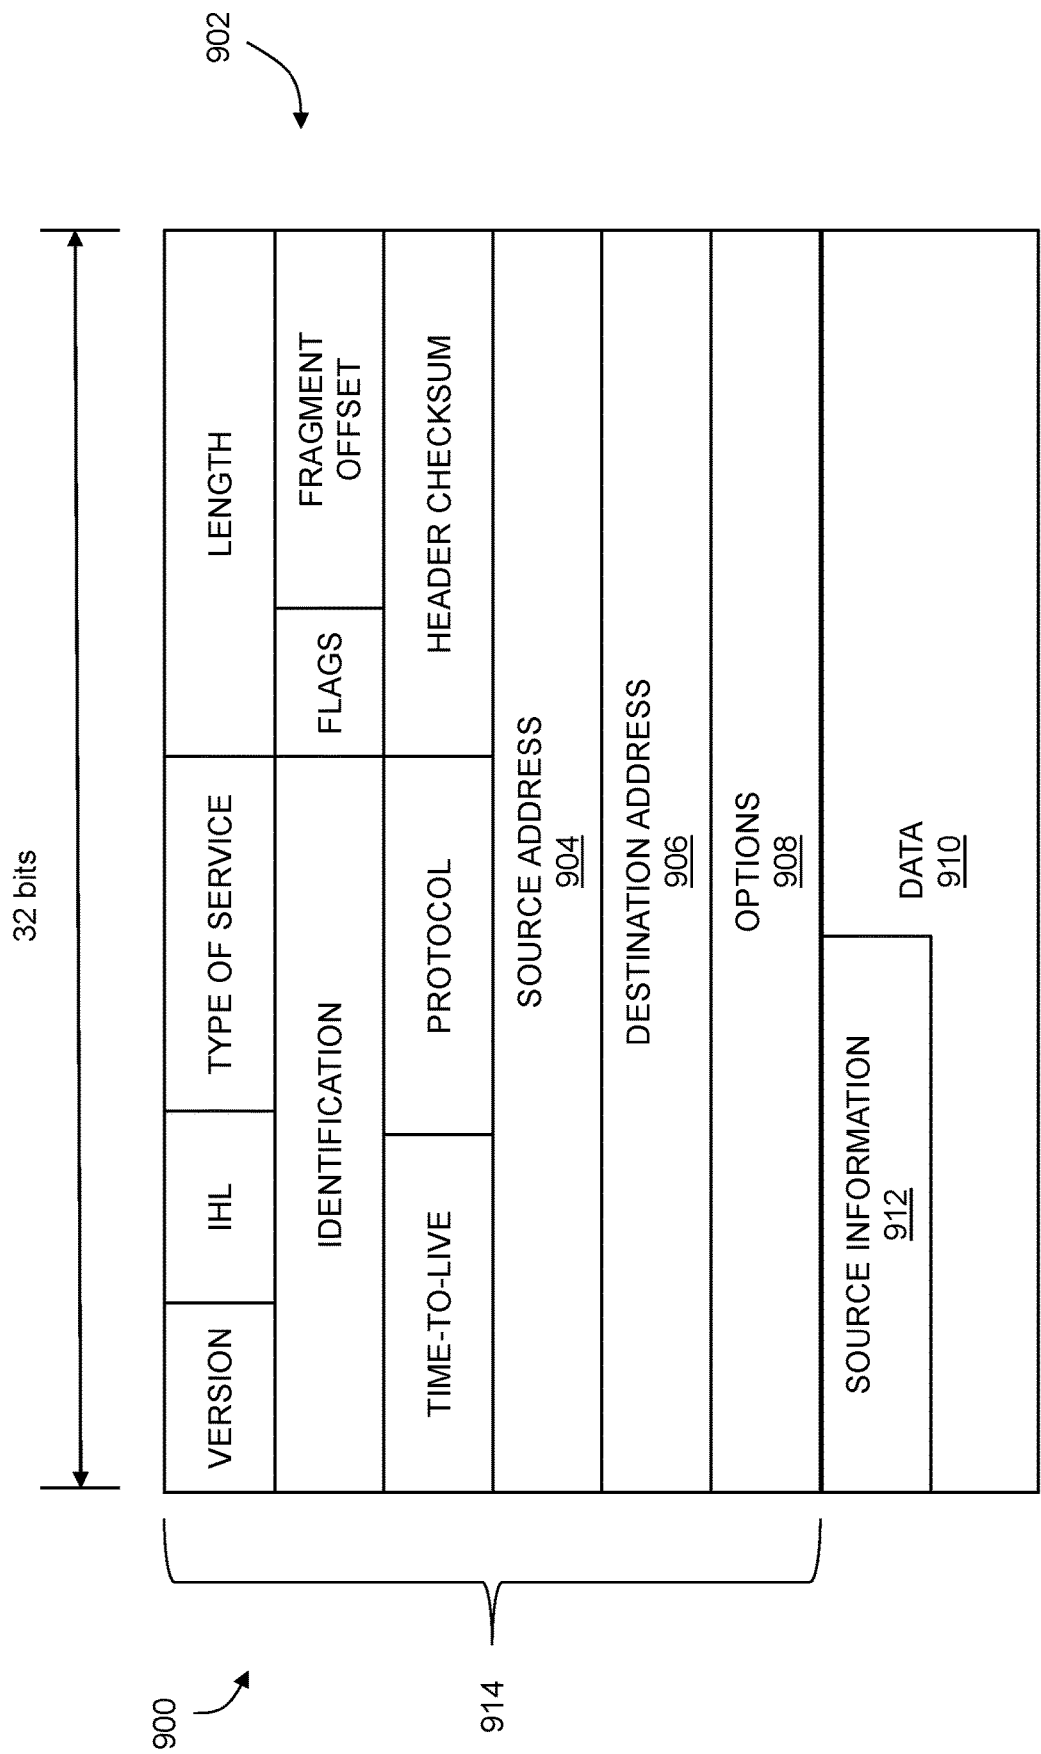 32 bits
902
VERSION
IHL
TYPE OF SERVICE
LENGTH
IDENTIFICATION
FLAGS
FRAGMENT
OFFSET
TIME-TO-LIVE
PROTOCOL
HEADER CHECKSUM
SOURCE ADDRESS
904
DESTINATION ADDRESS
906
OPTIONS
908
SOURCE INFORMATION
912
DATA
910
900
914